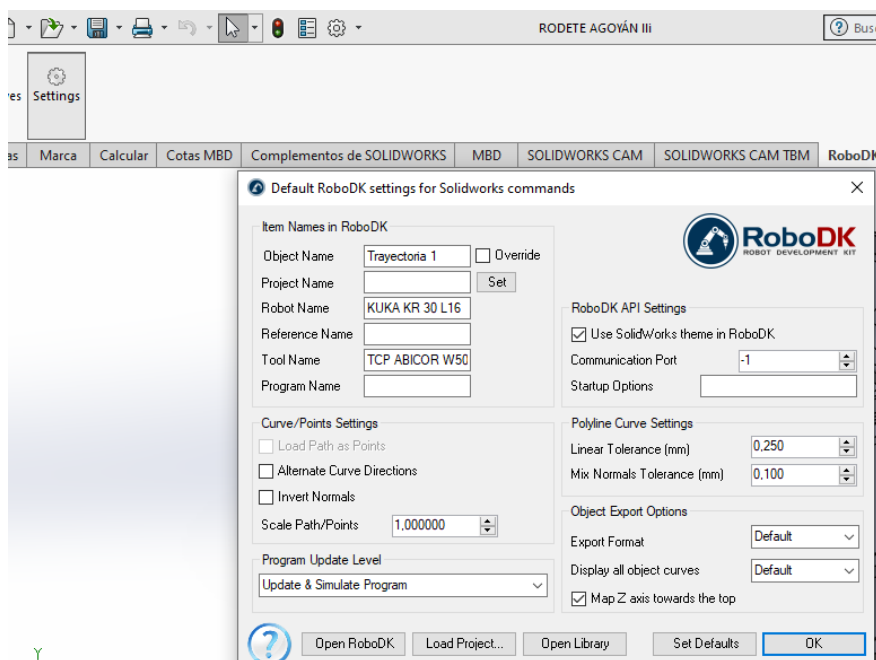 RODETE AGOYÁN IIi
Settings
Marca Calcular Cotas MBD Complementos de SOLIDWORKS MBD SOLIDWORKS CAM SOLIDWORKS CAM TBM
Default RoboDK settings for Solidworks commands
Item Names in RoboDK
Object Name Trayectoria 1 Override
Project Name Set
Robot Name KUKA KR 30 L16
Reference Name
Tool Name TCP ABICOR W50
Program Name
RoboDK
ROBOT DEVELOPMENT KIT
RoboDK API Settings
Use SolidWorks theme in RoboDK
Communication Port -1
Startup Options
Curve/Points Settings
Load Path as Points
Alternate Curve Directions
Invert Normals
Scale Path/Points 1,000000
Polyline Curve Settings
Linear Tolerance (mm) 0,250
Mix Normals Tolerance (mm) 0,100
Object Export Options
Export Format Default
Display all object curves Default
Map Z axis towards the top
Program Update Level
Update & Simulate Program
Open RoboDK Load Project... Open Library Set Defaults OK
Y